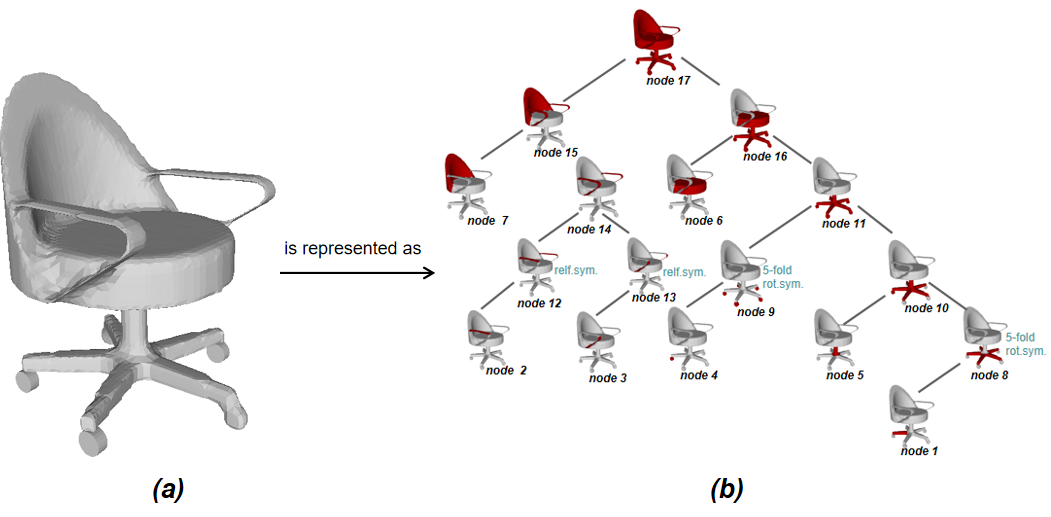 node 17
node 15
node 16
node 7
node 14
node 6
node 11
is represented as
relf.sym.
relf.sym.
5-fold
rot.sym.
node 12
node 13
node 9
node 10
5-fold
rot.sym.
node 2
node 3
node 4
node 5
node 8
node 1
(a)
(b)